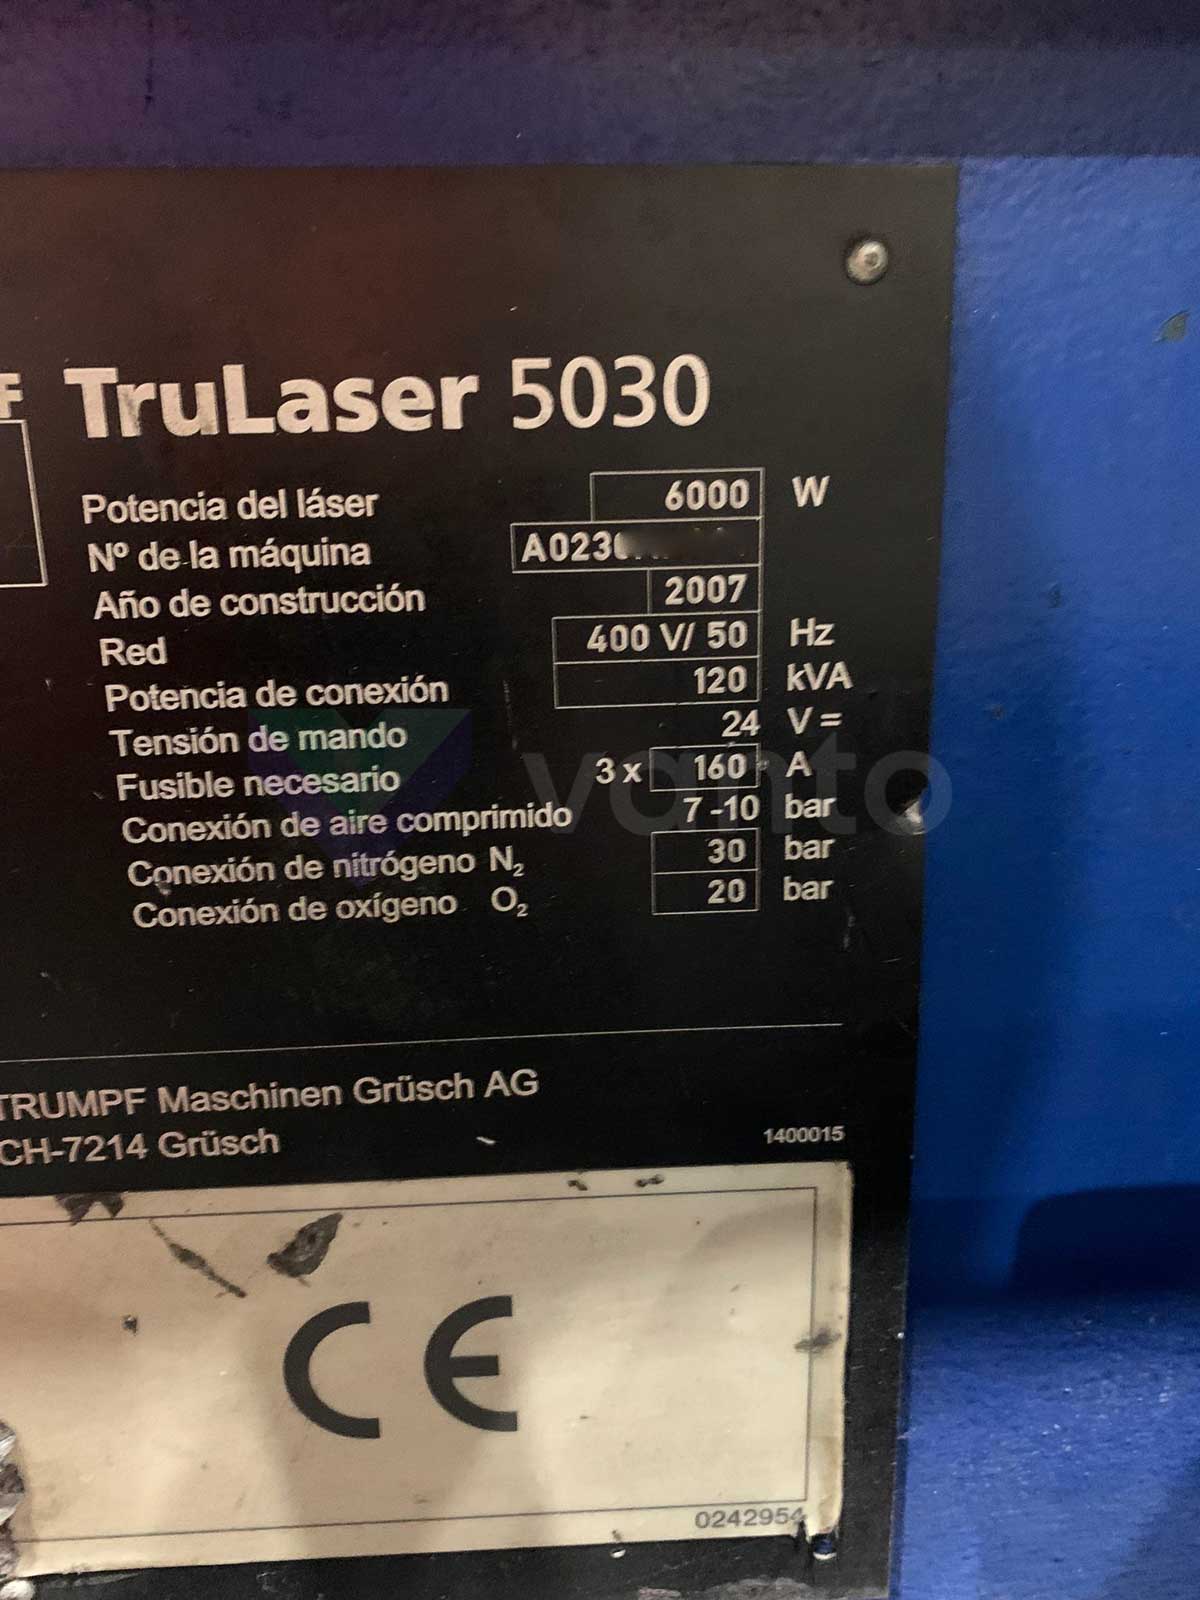 F TruLaser 5030
Potencia del láser 6000 W
Nº de la máquina A023
Año de construcción 2007
Red 400 V/ 50 Hz
Potencia de conexión 120 kVA
Tensión de mando 24 V =
Fusible necesario 3 x 160 A
Conexión de aire comprimido 7 -10 bar
Conexión de nitrógeno N₂ 30 bar
Conexión de oxígeno O₂ 20 bar
vanto
TRUMPF Maschinen Grüsch AG
CH-7214 Grüsch
1400015
CE
0242954